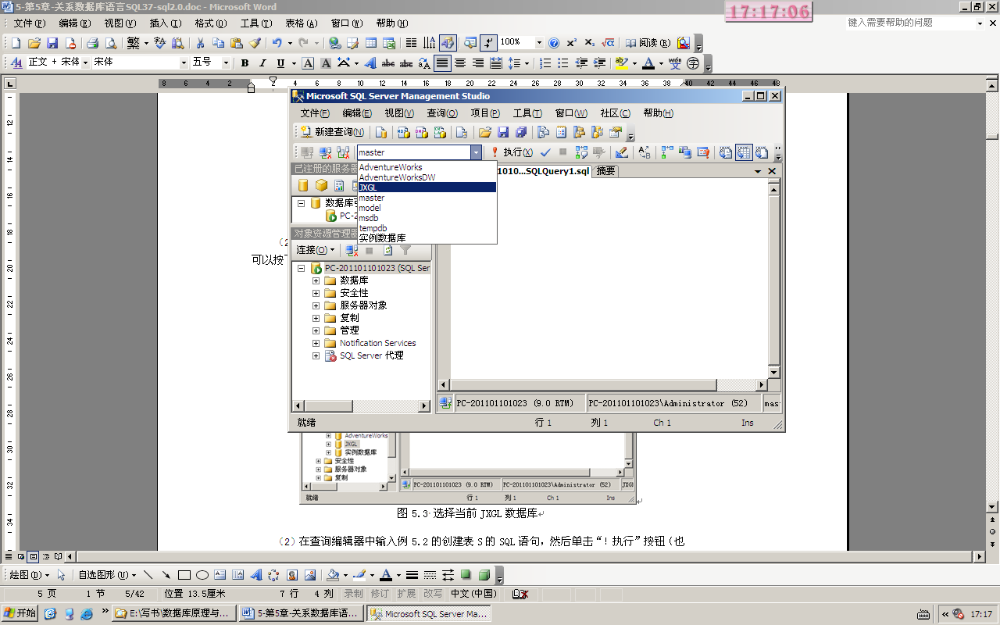 5-第5章-关系数据库语言SQL37-sql2.0.doc - Microsoft Word
17:17:06
文件(F) 编辑(E) 视图(V) 插入(I) 格式(O) 工具(T) 表格(A) 窗口(W) 帮助(H)
键入需要帮助的问题
繁 100% 阅读(R)
正文 + 宋体 宋体 五号 B I U A A abc abc A wén 文 字
8 6 4 2 2 4 6 8 10 12 14 16 18 20 22 24 26 28 30 32 34 36 38 40 42 44 46 48
Microsoft SQL Server Management Studio
文件(F) 编辑(E) 视图(V) 查询(Q) 项目(P) 工具(T) 窗口(W) 社区(C) 帮助(H)
新建查询(N)
master
执行(X)
已注册的服务器
1010...SQLQuery1.sql 摘要
AdventureWorks
AdventureWorksDW
JXGL
master
model
msdb
tempdb
实例数据库
数据库
PC-2
对象资源管理器
连接(O)
PC-201101101023 (SQL Ser
数据库
安全性
服务器对象
复制
管理
Notification Services
SQL Server 代理
PC-201101101023 (9.0 RTM) PC-201101101023\Administrator (52) mas
就绪 行 1 列 1 Ch 1 Ins
(2
可以按
12 14 16 18 20 22 24 26 28 30 32 34
AdventureWorks
JXGL
实例数据库
安全性
服务器对象
复制
PC-201101101023 (9.0 RTM) PC-201101101023\Administrator (52) JXG
就绪 行 1 列 1 Ch 1 Ins
图 5.3 选择当前 JXGL 数据库
(2)在查询编辑器中输入例 5.2 的创建表 S 的 SQL 语句，然后单击“！执行”按钮（也
绘图(D) 自选图形(U)
5 页 1 节 5/42 位置 13.5厘米 7 行 4 列 录制 修订 扩展 改写 中文(中国)
开始 E:\写书\数据库原理与... 5-第5章-关系数据库语... Microsoft SQL Server Ma... 17:17